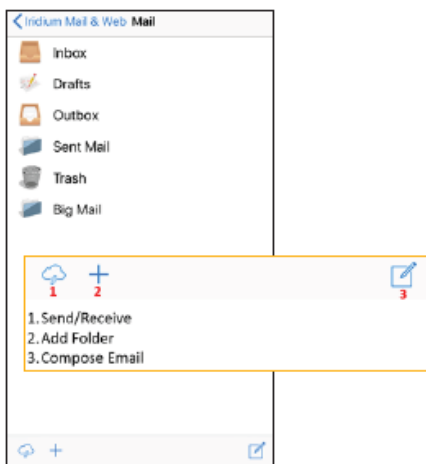 Iridium Mail & Web Mail
Inbox
Drafts
Outbox
Sent Mail
Trash
Big Mail
1 2 3
1.Send/Receive
2.Add Folder
3.Compose Email